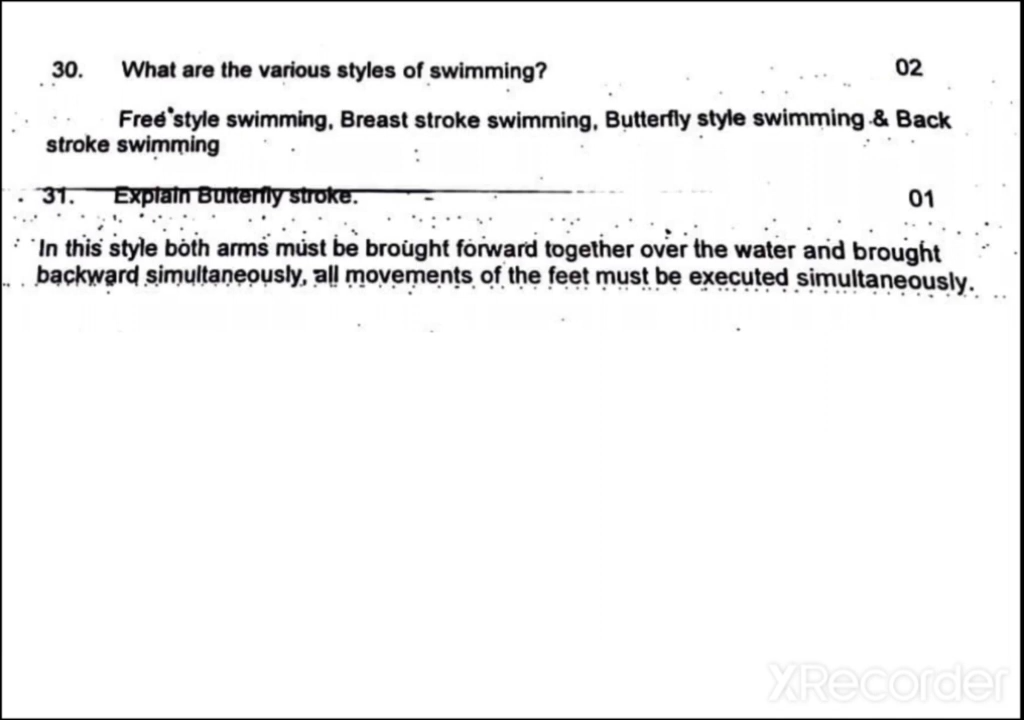 30. What are the various styles of swimming? 02
Free style swimming, Breast stroke swimming, Butterfly style swimming & Back
stroke swimming
31. Explain Butterfly stroke. 01
In this style both arms must be brought forward together over the water and brought
backward simultaneously, all movements of the feet must be executed simultaneously.
XRecorder